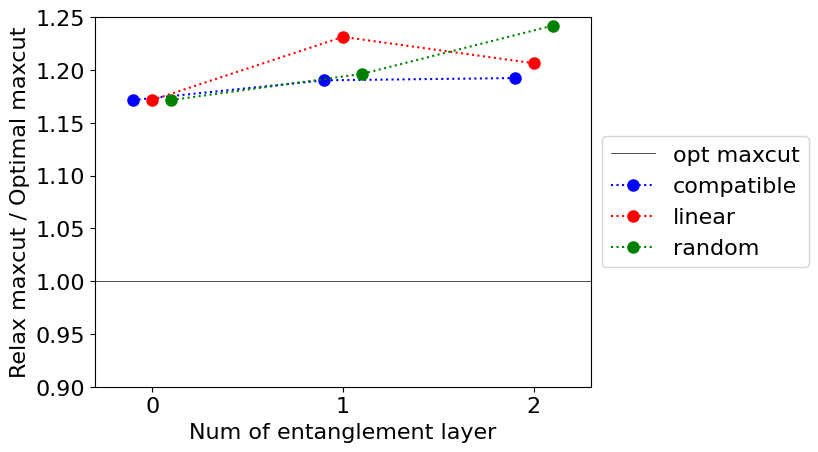 Relax maxcut / Optimal maxcut
1.25
1.20
1.15
1.10
1.05
1.00
0.95
0.90
0
1
2
Num of entanglement layer
opt maxcut
compatible
linear
random